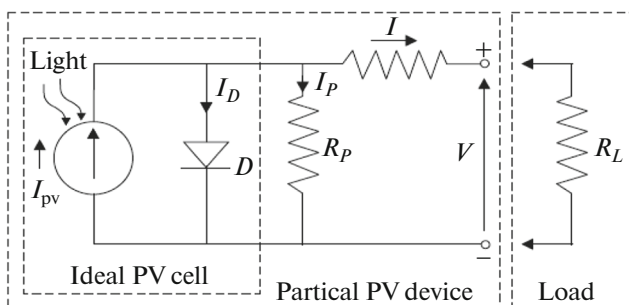 Light
I_D
I_P
I
+
I_pv
D
R_P
V
R_L
−
Ideal PV cell
Partical PV device
Load